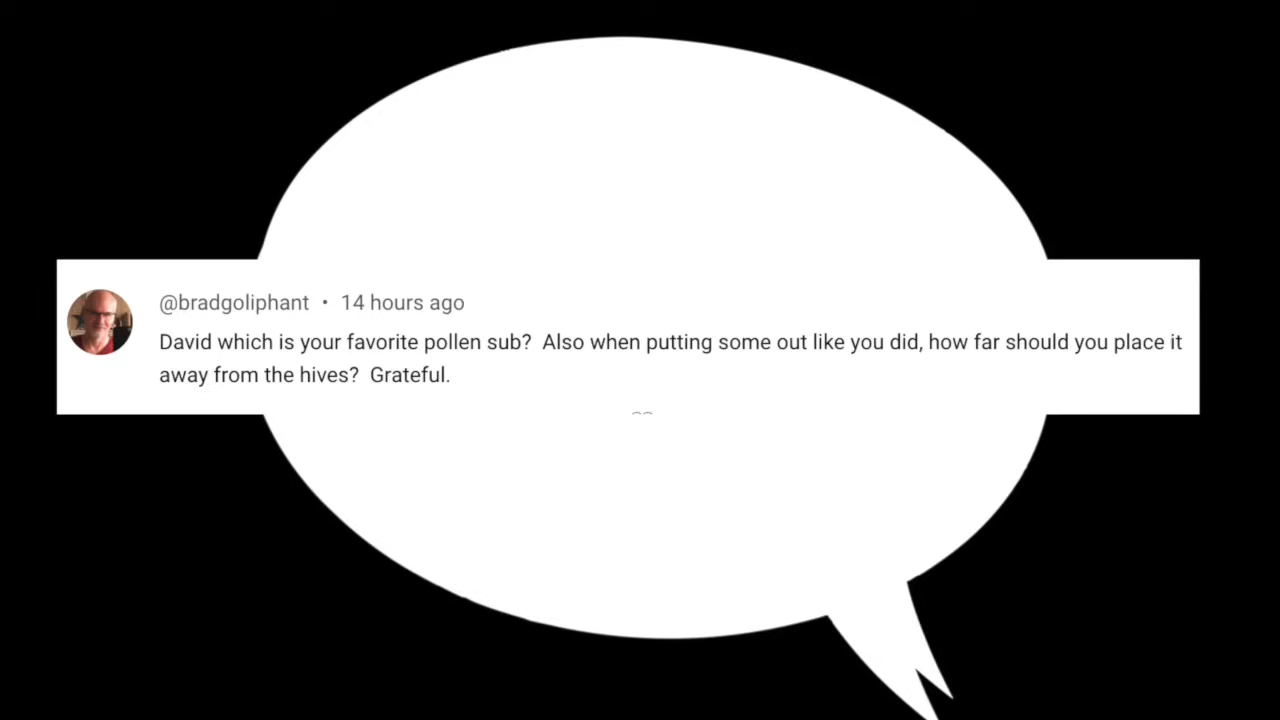 @bradgoliphant • 14 hours ago
David which is your favorite pollen sub?  Also when putting some out like you did, how far should you place it
away from the hives?  Grateful.